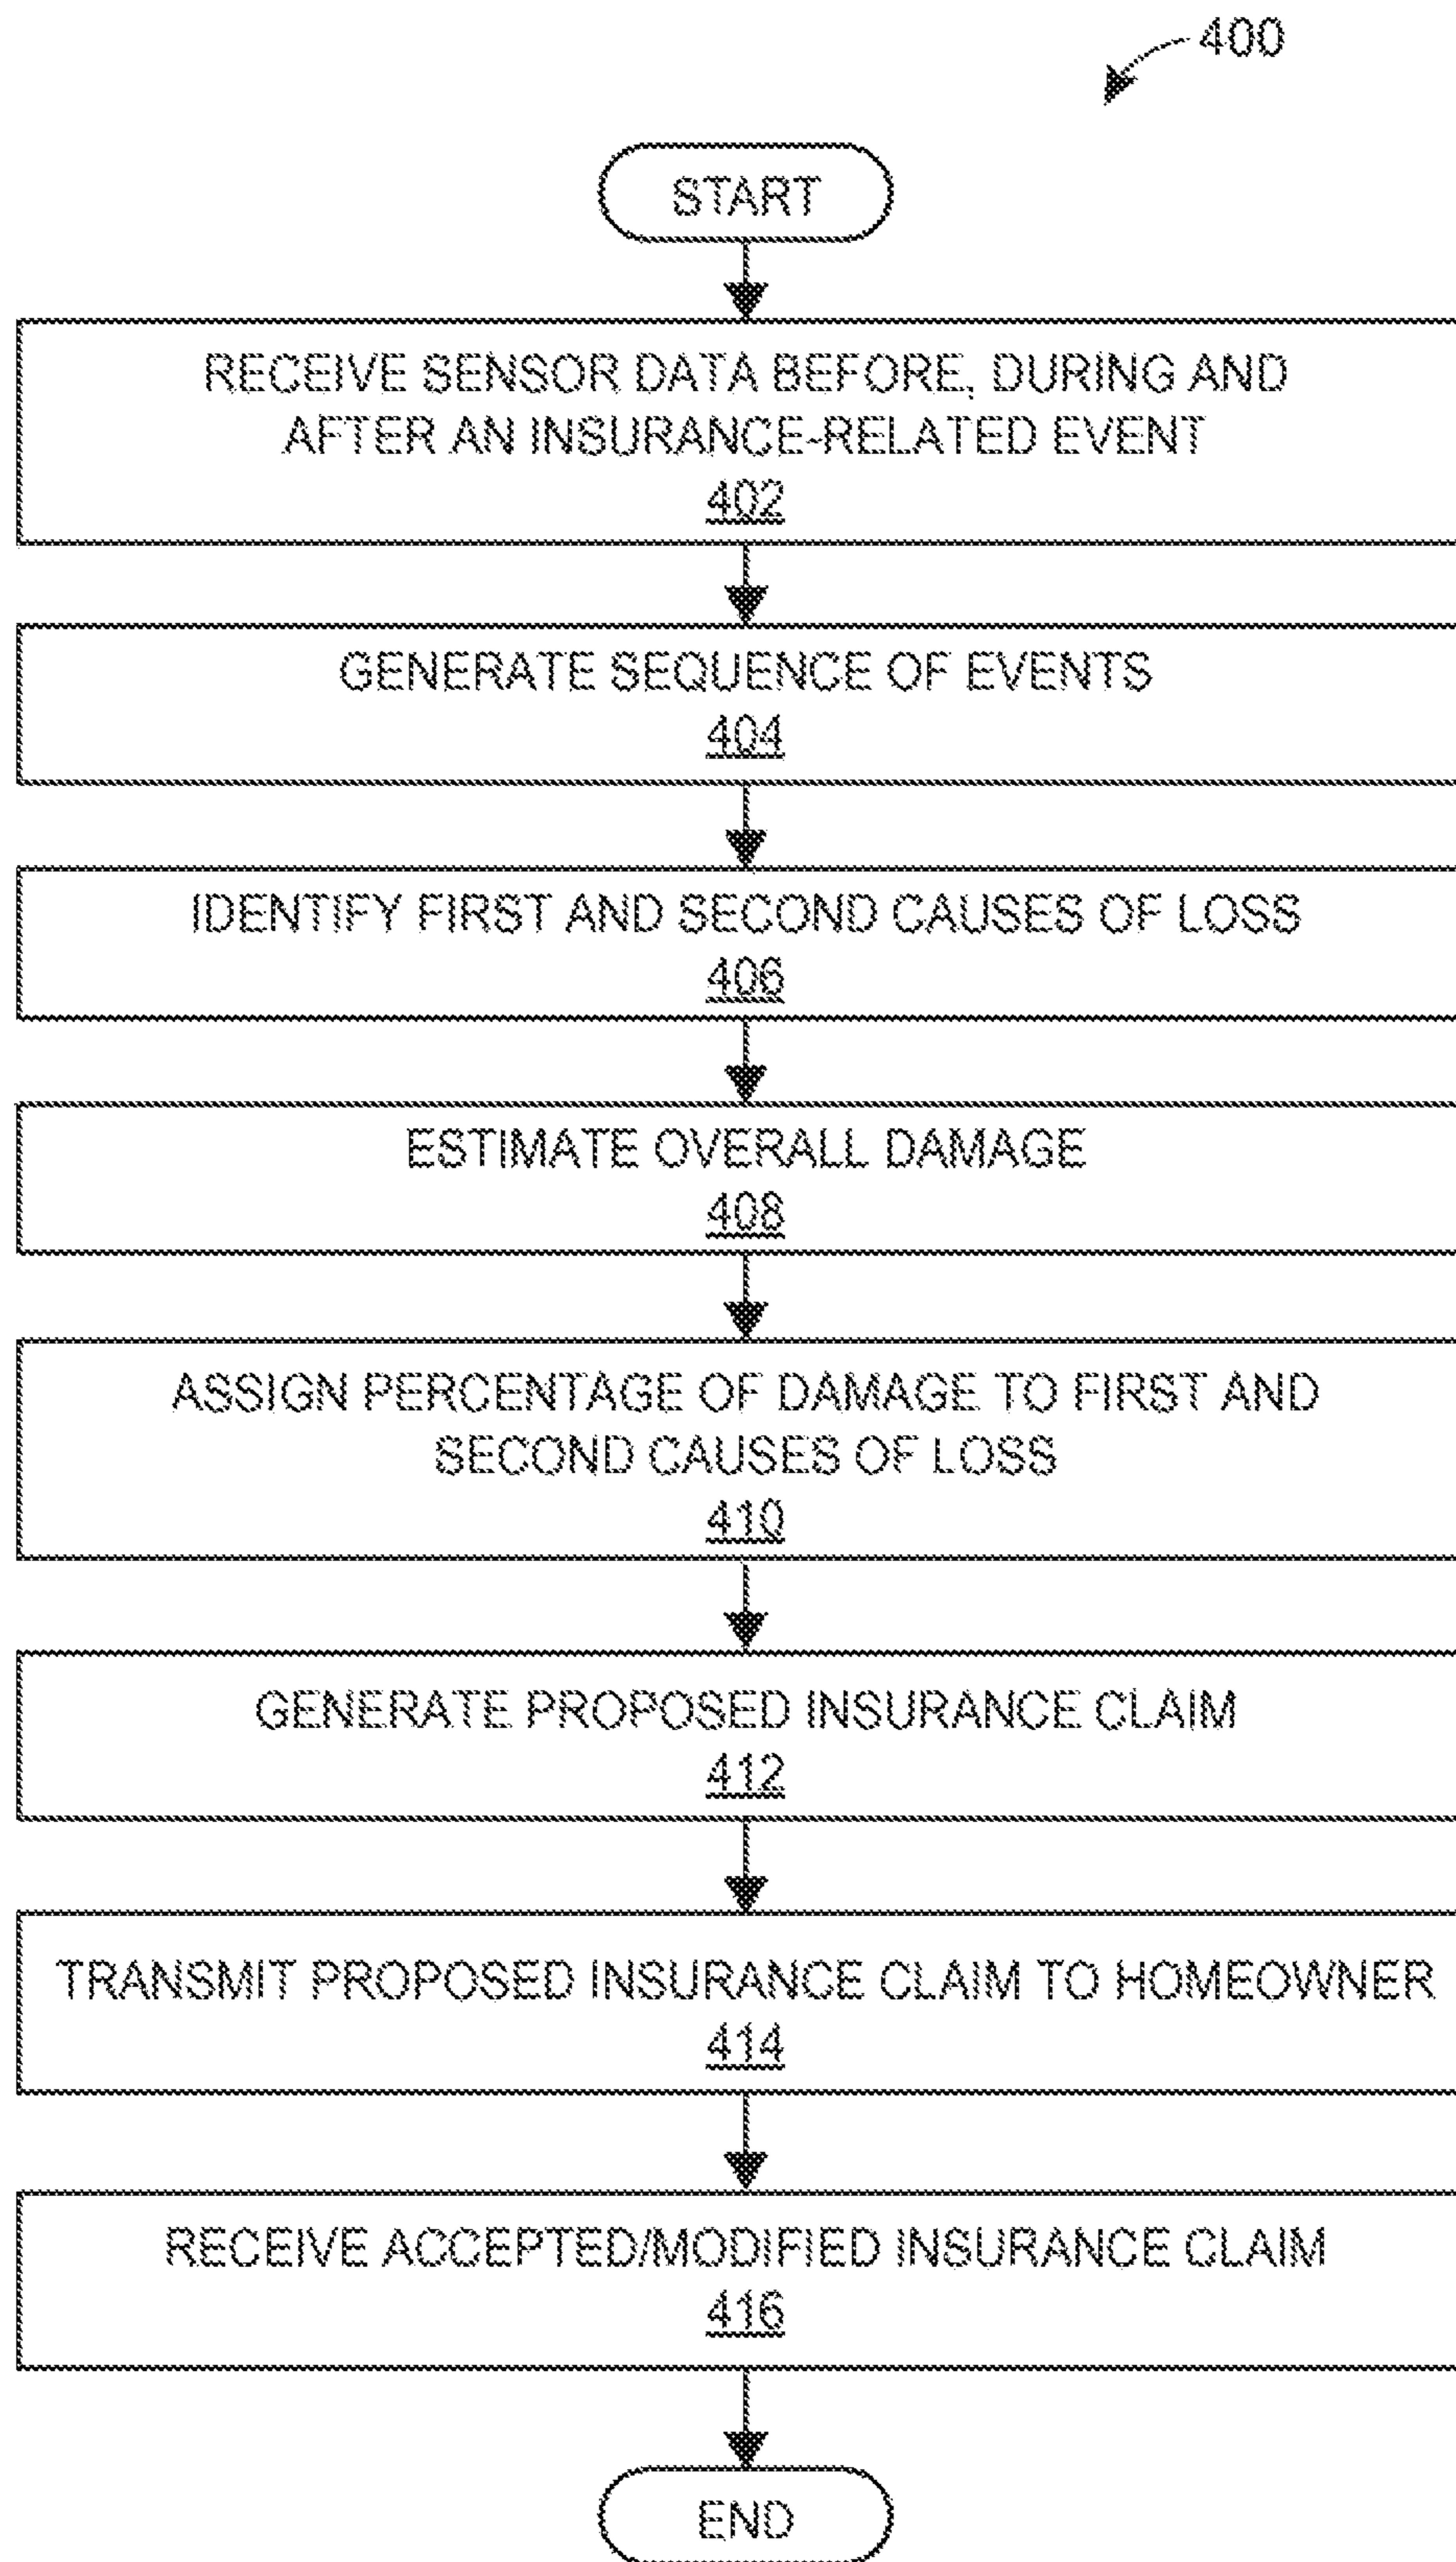 400
START
RECEIVE SENSOR DATA BEFORE, DURING AND
AFTER AN INSURANCE-RELATED EVENT
402
GENERATE SEQUENCE OF EVENTS
404
IDENTIFY FIRST AND SECOND CAUSES OF LOSS
406
ESTIMATE OVERALL DAMAGE
408
ASSIGN PERCENTAGE OF DAMAGE TO FIRST AND
SECOND CAUSES OF LOSS
410
GENERATE PROPOSED INSURANCE CLAIM
412
TRANSMIT PROPOSED INSURANCE CLAIM TO HOMEOWNER
414
RECEIVE ACCEPTED/MODIFIED INSURANCE CLAIM
416
END